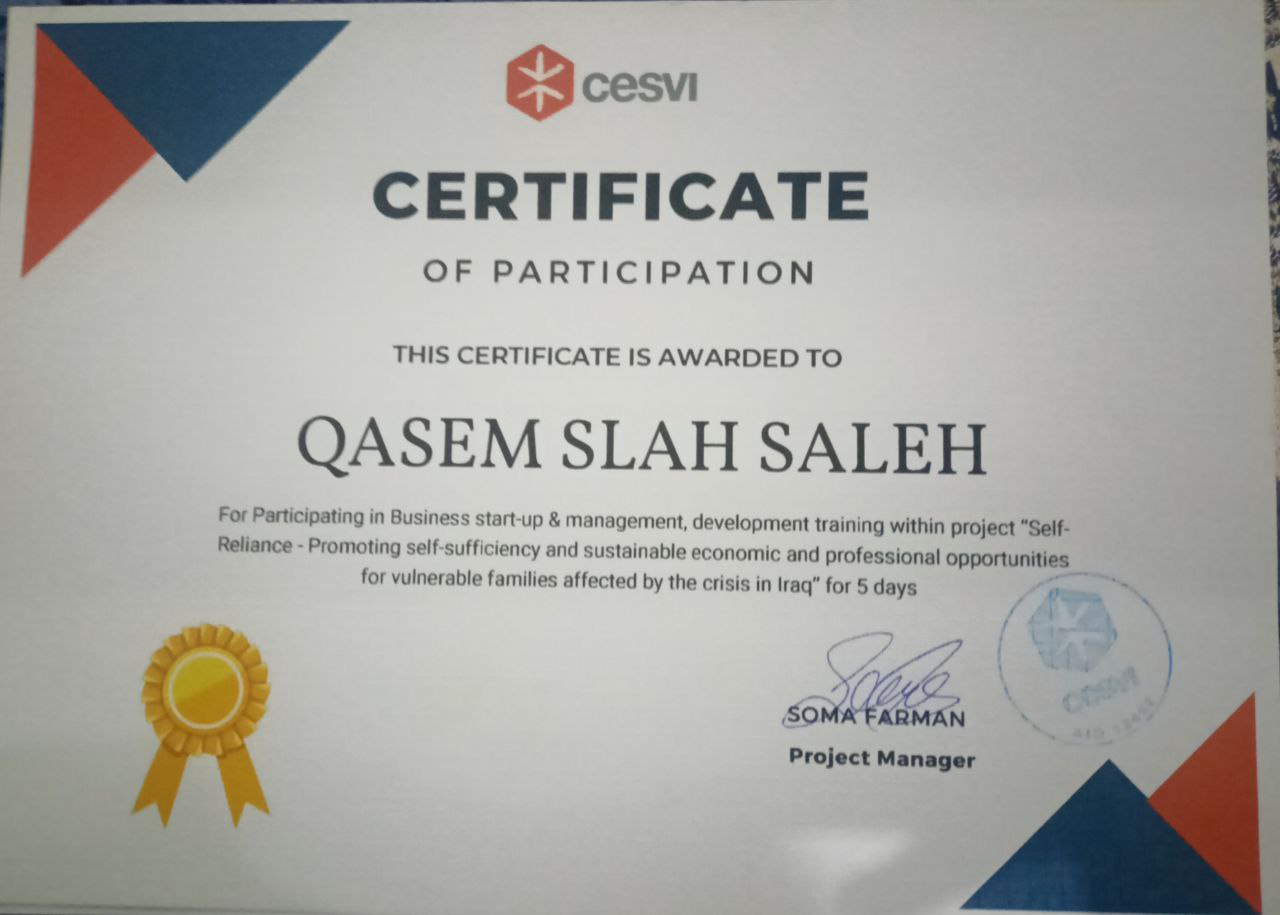 cesvi
CERTIFICATE
OF PARTICIPATION
THIS CERTIFICATE IS AWARDED TO
QASEM SLAH SALEH
For Participating in Business start-up & management, development training within project "Self-
Reliance - Promoting self-sufficiency and sustainable economic and professional opportunities
for vulnerable families affected by the crisis in Iraq" for 5 days
SOMA FARMAN
Project Manager
cesvi